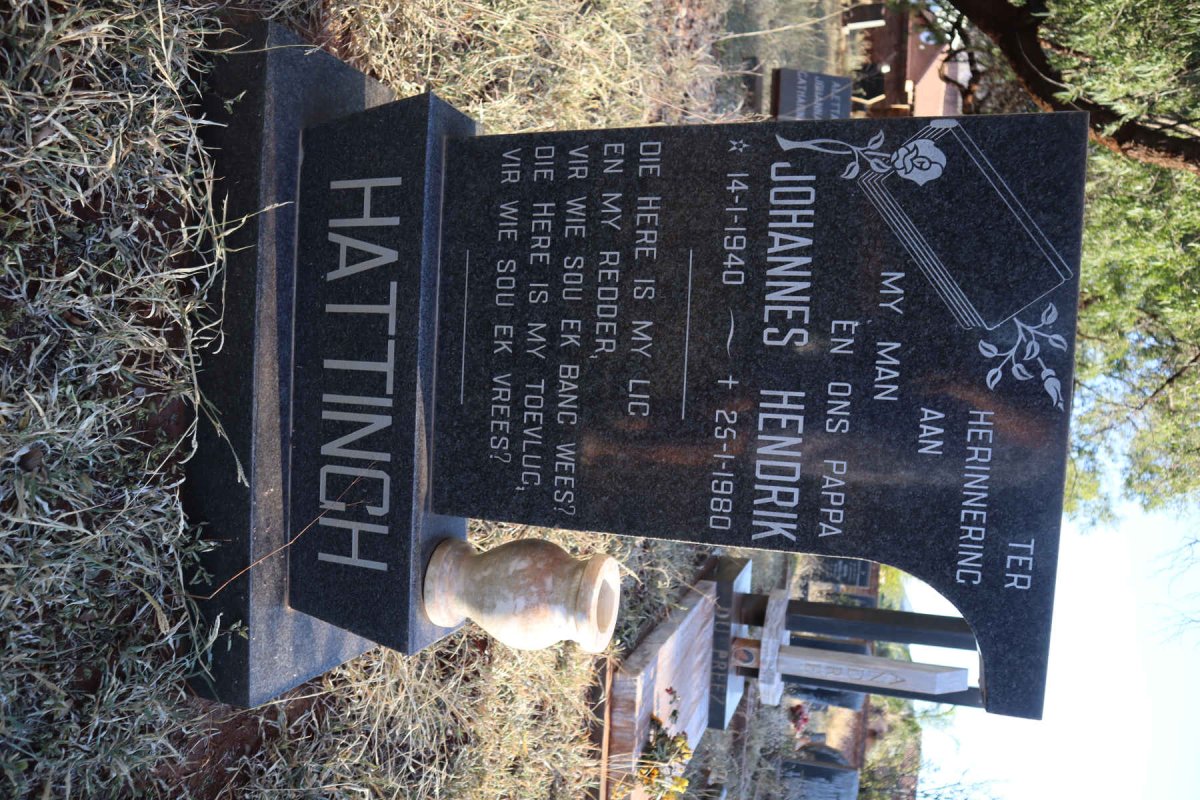 TER
HERINNERING
AAN
MY MAN
EN ONS PAPPA
JOHANNES HENDRIK
☆ 14-1-1940 ~ † 25-1-1980
DIE HERE IS MY LIG
EN MY REDDER,
VIR WIE SOU EK BANG WEES?
DIE HERE IS MY TOEVLUG,
VIR WIE SOU EK VREES?
HATTINGH
DU PREEZ